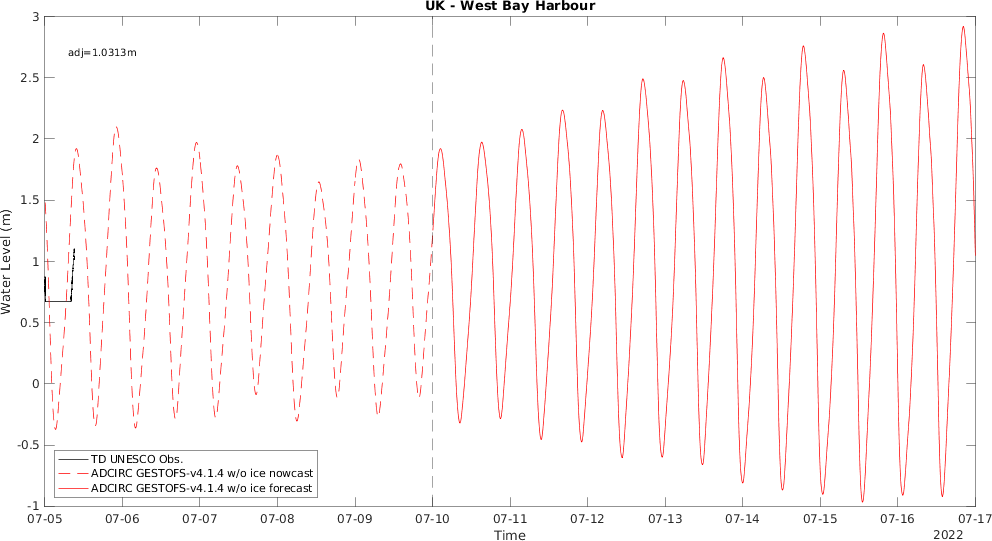 UK - West Bay Harbour
adj=1.0313m
Water Level (m)
3
2.5
2
1.5
1
0.5
0
-0.5
-1
TD UNESCO Obs.
ADCIRC GESTOFS-v4.1.4 w/o ice nowcast
ADCIRC GESTOFS-v4.1.4 w/o ice forecast
07-05 07-06 07-07 07-08 07-09 07-10 07-11 07-12 07-13 07-14 07-15 07-16 07-17
Time
2022